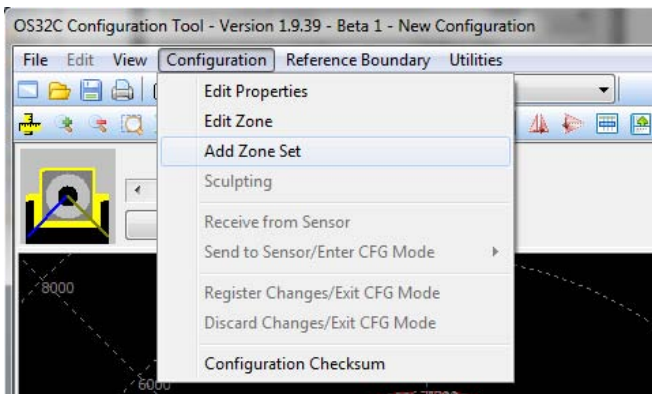 OS32C Configuration Tool - Version 1.9.39 - Beta 1 - New Configuration
File Edit View Configuration Reference Boundary Utilities
Edit Properties
Edit Zone
Add Zone Set
Sculpting
Receive from Sensor
Send to Sensor/Enter CFG Mode
Register Changes/Exit CFG Mode
Discard Changes/Exit CFG Mode
Configuration Checksum
8000
6000